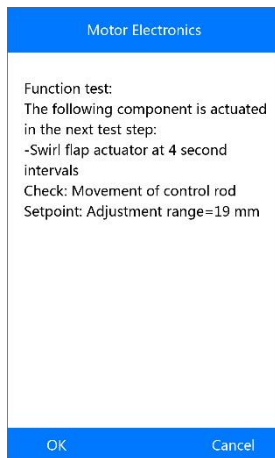 Motor Electronics
Function test:
The following component is actuated
in the next test step:
-Swirl flap actuator at 4 second
intervals
Check: Movement of control rod
Setpoint: Adjustment range=19 mm
OK
Cancel